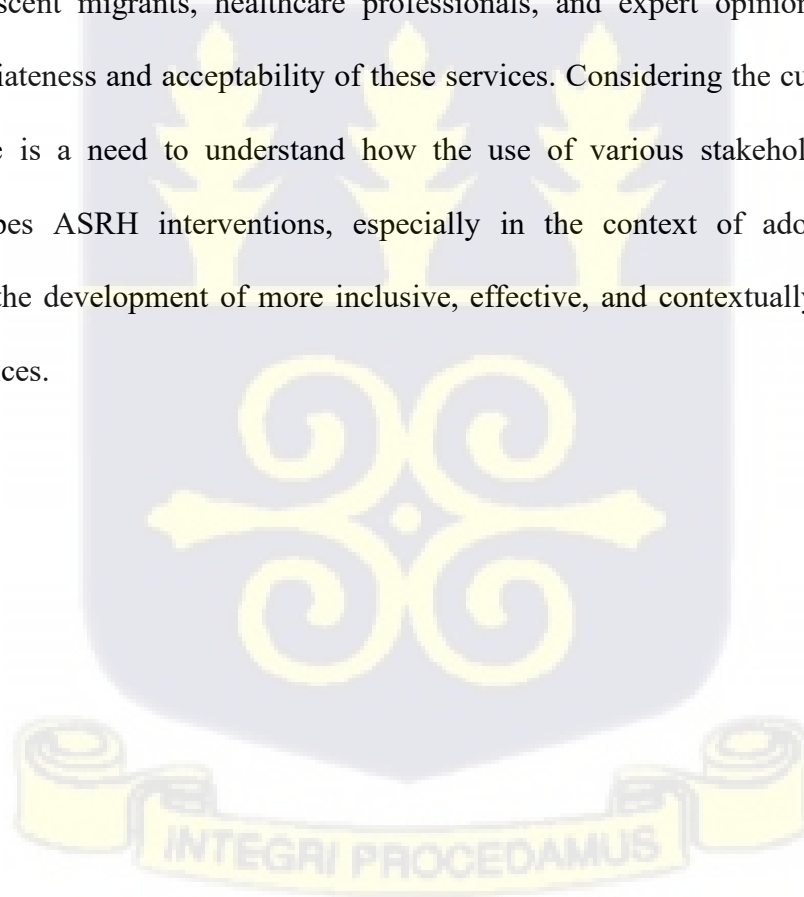 scent migrants, healthcare professionals, and expert opinion
iateness and acceptability of these services. Considering the cu
e is a need to understand how the use of various stakehol
pes ASRH interventions, especially in the context of ado
the development of more inclusive, effective, and contextually
ces.
INTEGRI PROCEDAMUS